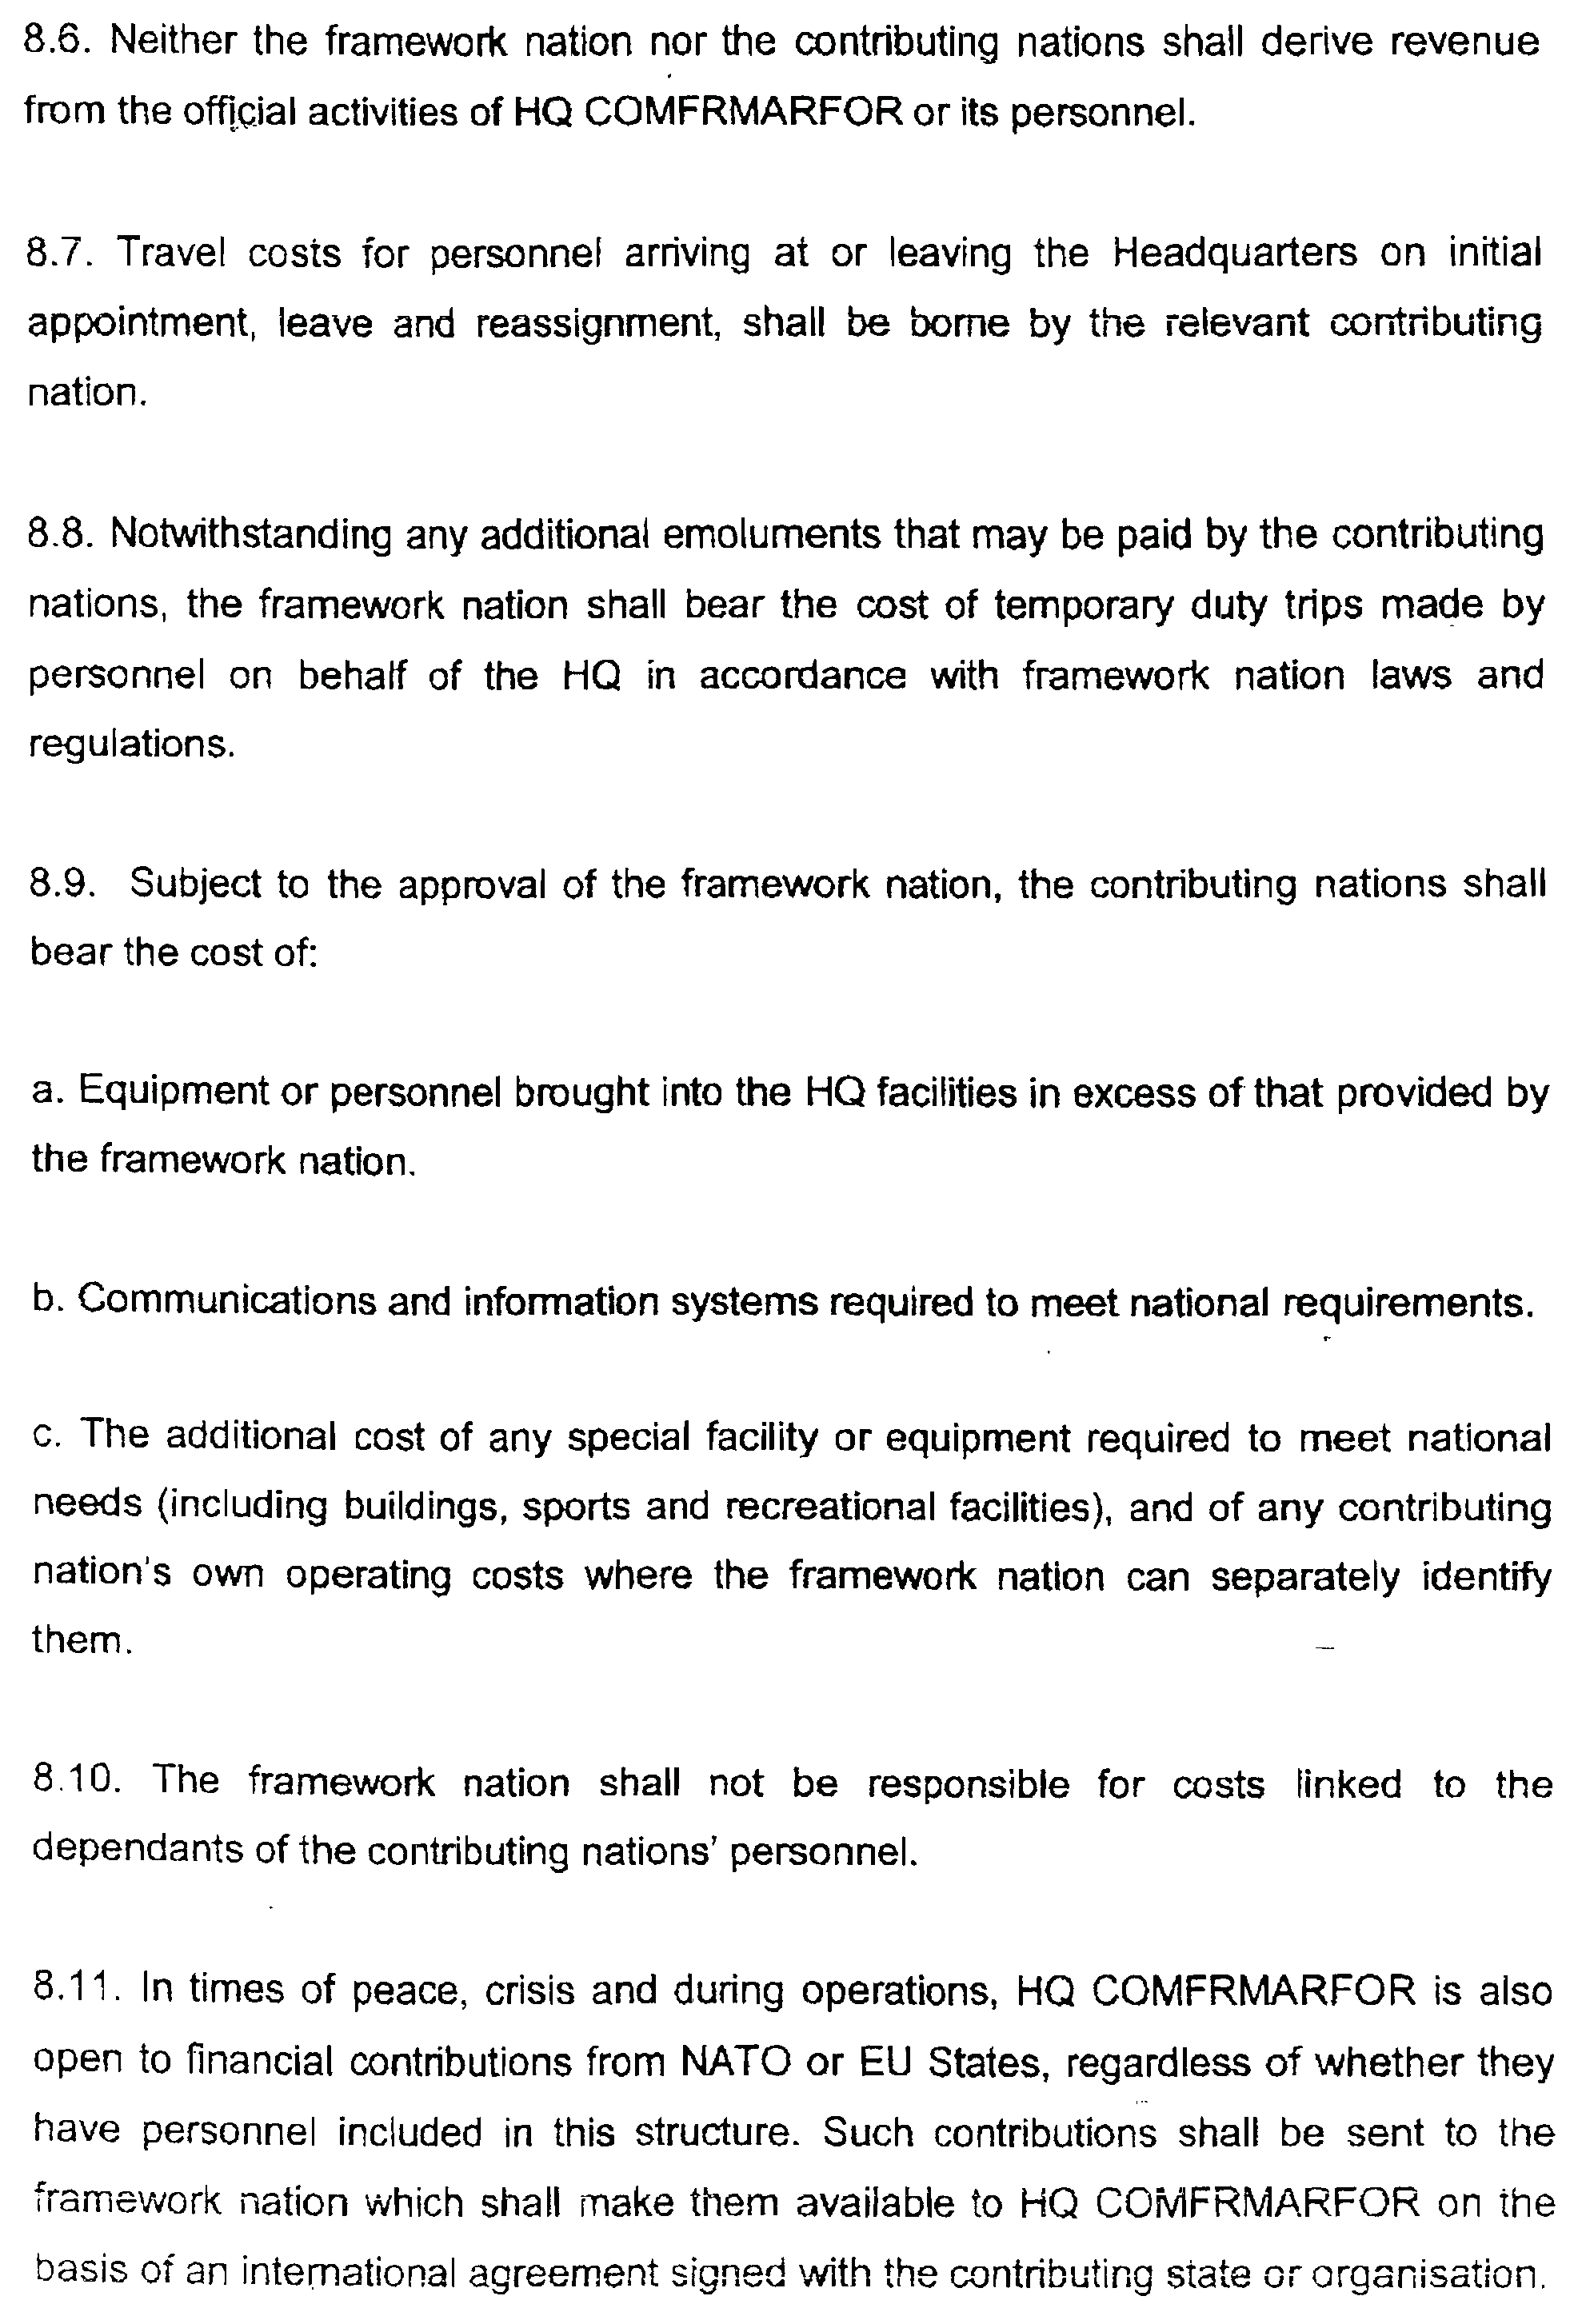 8.6. Neither the framework nation nor the contributing nations shall derive revenue
from the official activities of HQ COMFRMARFOR or its personnel.
8.7. Travel costs for personnel arriving at or leaving the Headquarters on initial
appointment, leave and reassignment, shall be borne by the relevant contributing
nation.
8.8. Notwithstanding any additional emoluments that may be paid by the contributing
nations, the framework nation shall bear the cost of temporary duty trips made by
personnel on behalf of the HQ in accordance with framework nation laws and
regulations.
8.9. Subject to the approval of the framework nation, the contributing nations shall
bear the cost of:
a. Equipment or personnel brought into the HQ facilities in excess of that provided by
the framework nation.
b. Communications and information systems required to meet national requirements.
c. The additional cost of any special facility or equipment required to meet national
needs (including buildings, sports and recreational facilities), and of any contributing
nation's own operating costs where the framework nation can separately identify
them.
8.10. The framework nation shall not be responsible for costs linked to the
dependants of the contributing nations' personnel.
8.11. In times of peace, crisis and during operations, HQ COMFRMARFOR is also
open to financial contributions from NATO or EU States, regardless of whether they
have personnel included in this structure. Such contributions shall be sent to the
framework nation which shall make them available to HQ COMFRMARFOR on the
basis of an international agreement signed with the contributing state or organisation.